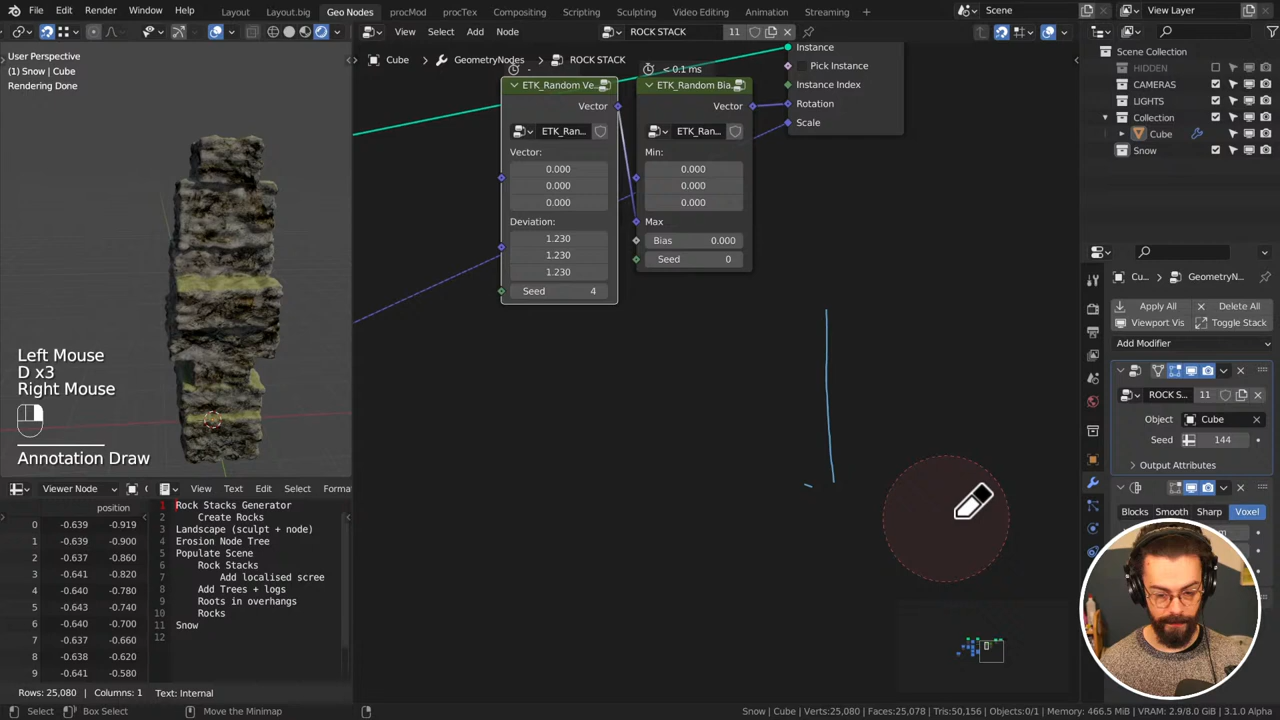 File Edit Render Window Help
Layout Layout.big Geo Nodes procMod procTex Compositing Scripting Sculpting Video Editing Animation Streaming +
Scene
View Layer
View Select Add Node
ROCK STACK 11
User Perspective
(1) Snow | Cube
Rendering Done
Cube GeometryNodes ROCK STACK
-
< 0.1 ms
ETK_Random Ve...
Vector
ETK_Ran...
Vector:
0.000
0.000
0.000
Deviation:
1.230
1.230
1.230
Seed 4
ETK_Random Bia...
Vector
ETK_Ran...
Min:
0.000
0.000
0.000
Max
Bias 0.000
Seed 0
Instance
Pick Instance
Instance Index
Rotation
Scale
Left Mouse
D x3
Right Mouse
Annotation Draw
Scene Collection
HIDDEN
CAMERAS
LIGHTS
Collection
Cube
Snow
Cu... GeometryN...
Apply All Delete All
Viewport Vis Toggle Stack
Add Modifier
ROCK S... 11
Object Cube
Seed 144
Output Attributes
Blocks Smooth Sharp Voxel
Viewer Node
position
0 -0.639 -0.919
1 -0.639 -0.900
2 -0.637 -0.860
3 -0.641 -0.820
4 -0.640 -0.780
5 -0.643 -0.740
6 -0.640 -0.700
7 -0.637 -0.660
8 -0.638 -0.620
9 -0.641 -0.580
Rows: 25,080 | Columns: 1
View Text Edit Select Forma
1 Rock Stacks Generator
2 Create Rocks
3 Landscape (sculpt + node)
4 Erosion Node Tree
5 Populate Scene
6 Rock Stacks
7 Add localised scree
8 Add Trees + logs
9 Roots in overhangs
10 Rocks
11 Snow
12
Text: Internal
Select Box Select Move the Minimap
Snow | Cube | Verts:25,080 | Faces:25,078 | Tris:50,156 | Objects:0/1 | Memory: 466.5 MiB | VRAM: 2.9/8.0 GiB | 3.1.0 Alpha